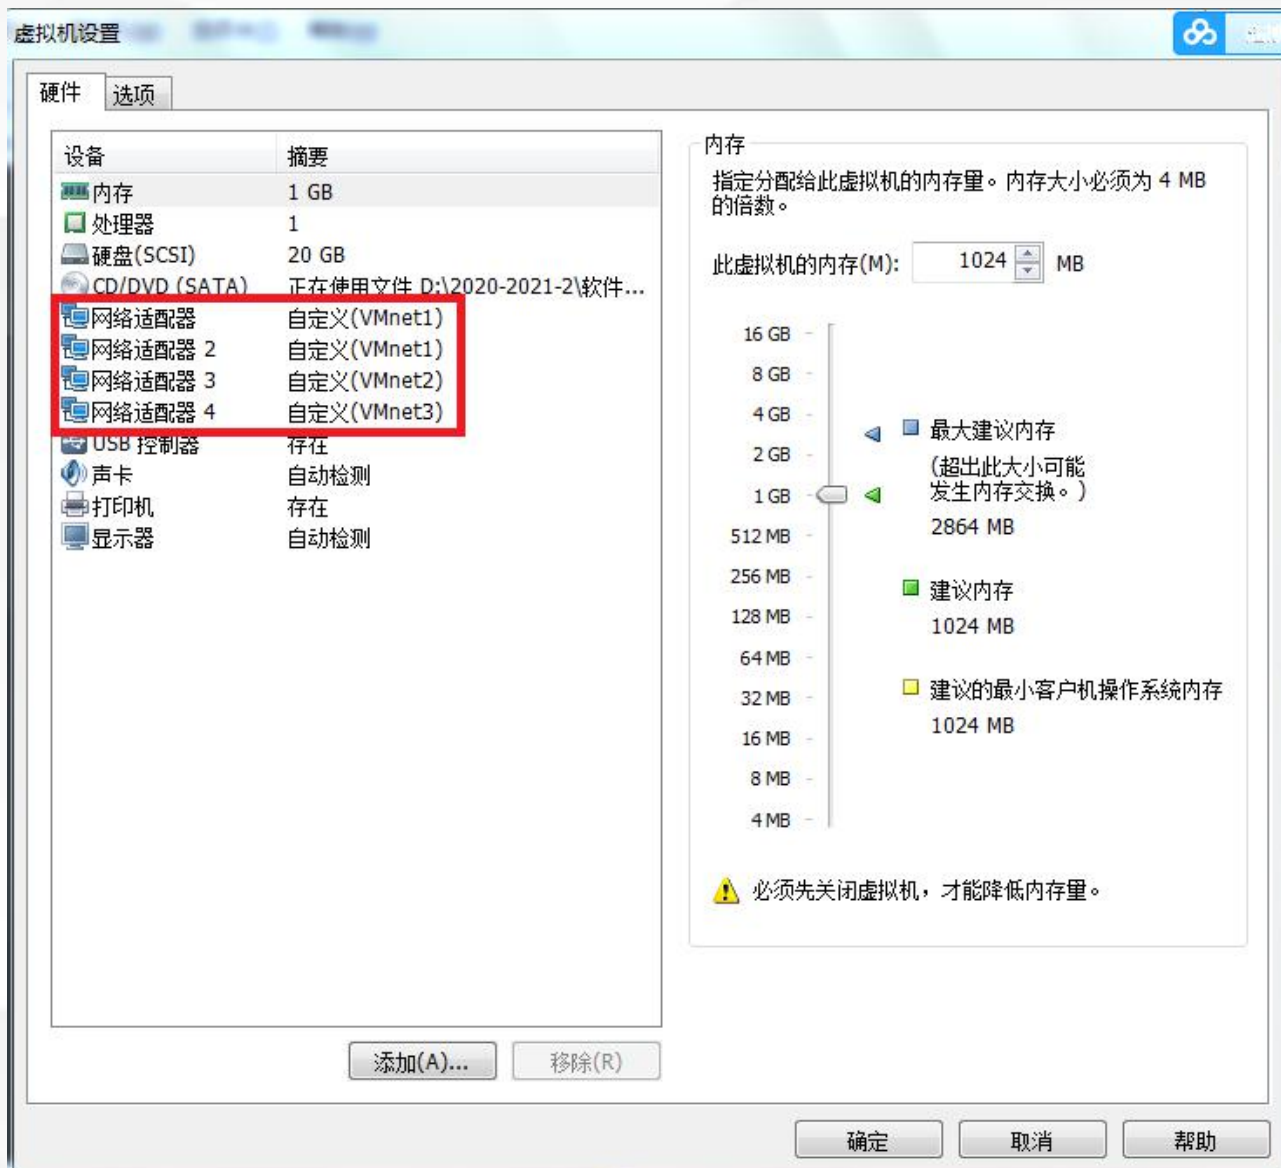 虚拟机设置
硬件 选项
设备 摘要
内存 1 GB
处理器 1
硬盘(SCSI) 20 GB
CD/DVD (SATA) 正在使用文件 D:\2020-2021-2\软件...
网络适配器 自定义(VMnet1)
网络适配器 2 自定义(VMnet1)
网络适配器 3 自定义(VMnet2)
网络适配器 4 自定义(VMnet3)
USB 控制器 存在
声卡 自动检测
打印机 存在
显示器 自动检测
添加(A)... 移除(R)
内存
指定分配给此虚拟机的内存量。内存大小必须为 4 MB
的倍数。
此虚拟机的内存(M): 1024 MB
16 GB
8 GB
4 GB
2 GB
1 GB
512 MB
256 MB
128 MB
64 MB
32 MB
16 MB
8 MB
4 MB
最大建议内存
(超出此大小可能
发生内存交换。)
2864 MB
建议内存
1024 MB
建议的最小客户机操作系统内存
1024 MB
必须先关闭虚拟机，才能降低内存量。
确定 取消 帮助